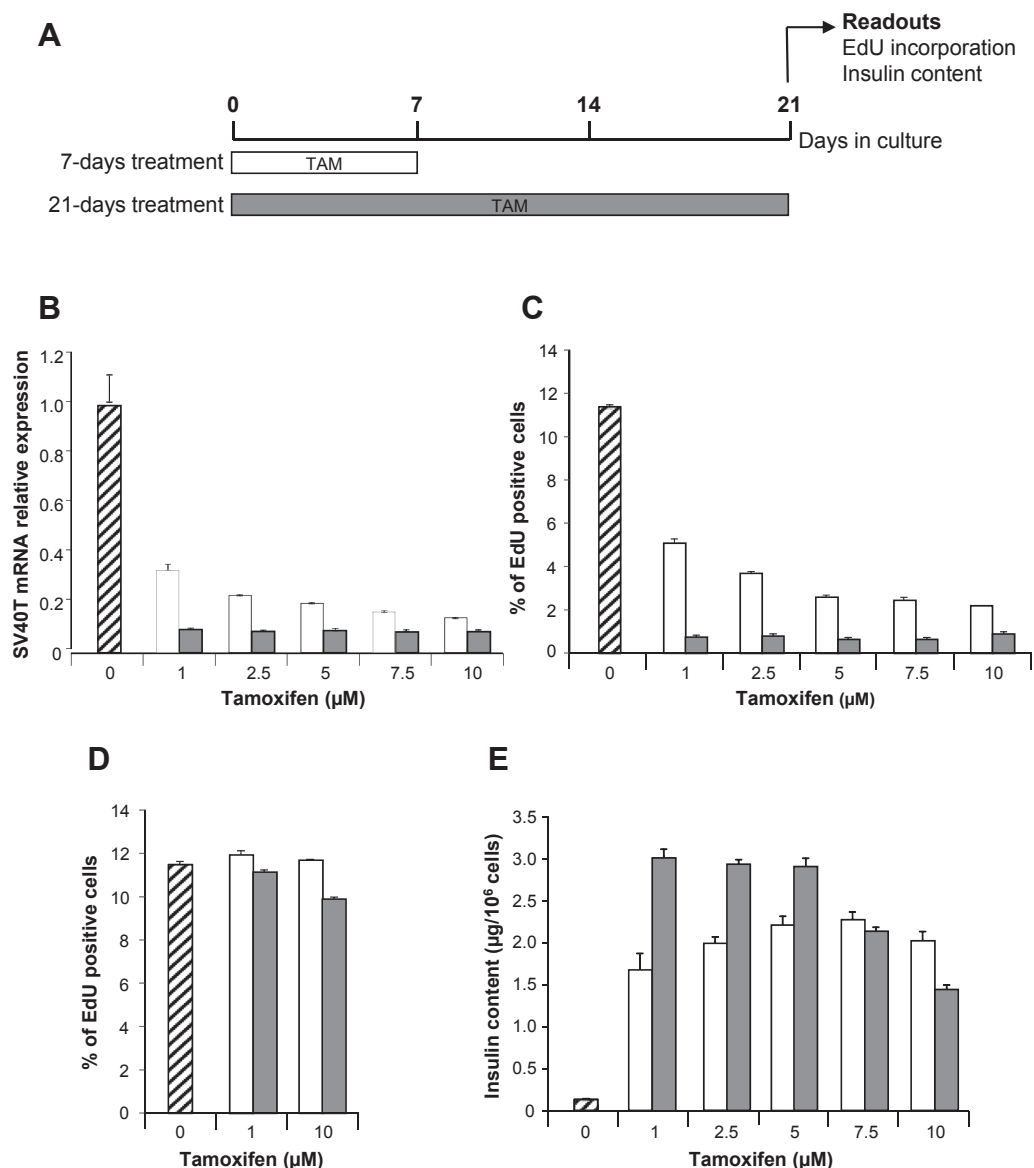 A
Readouts
EdU incorporation
Insulin content
0 7 14 21
Days in culture
7-days treatment TAM
21-days treatment TAM
B
SV40T mRNA relative expression
1.2
1.0
0.8
0.6
0.4
0.2
0
0 1 2.5 5 7.5 10
Tamoxifen (µM)
C
% of EdU positive cells
14
12
10
8
6
4
2
0
0 1 2.5 5 7.5 10
Tamoxifen (µM)
D
% of EdU positive cells
14
12
10
12
10
8
6
4
2
0
0 1 10
Tamoxifen (µM)
E
Insulin content (µg/10⁶ cells)
3.5
3.0
2.5
2.0
1.5
1.0
0.5
0
0 1 2.5 5 7.5 10
Tamoxifen (µM)